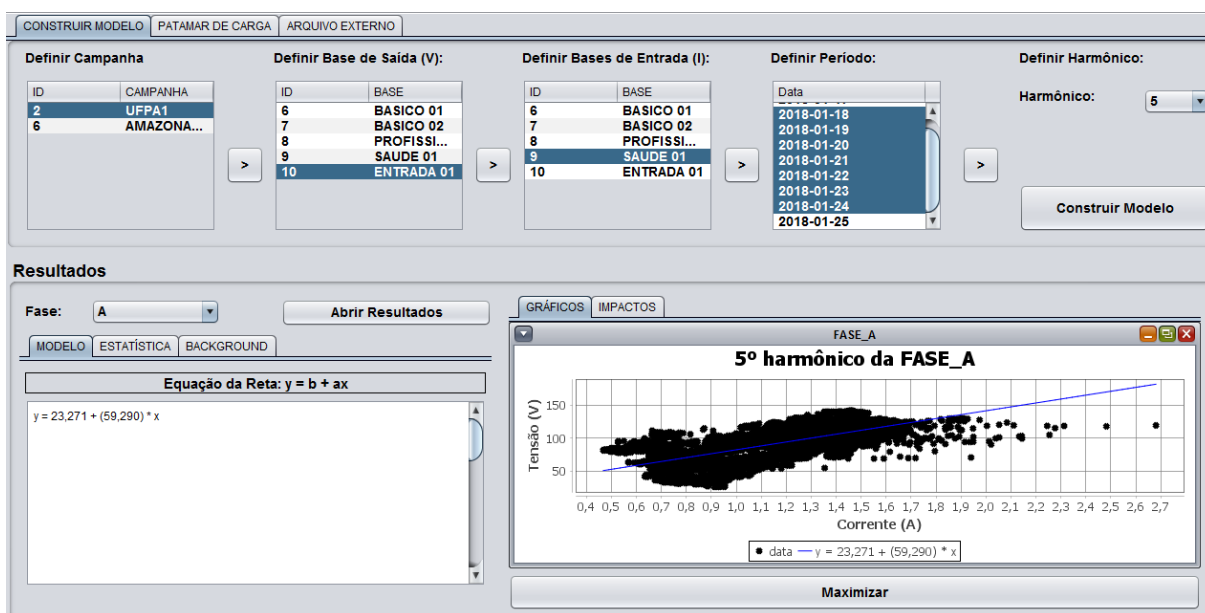 CONSTRUIR MODELO PATAMAR DE CARGA ARQUIVO EXTERNO
Definir Campanha Definir Base de Saída (V): Definir Bases de Entrada (I): Definir Período: Definir Harmônico:
ID CAMPANHA
2 UFPA1
6 AMAZONA...
>
ID BASE
6 BASICO 01
7 BASICO 02
8 PROFISSI...
9 SAUDE 01
10 ENTRADA 01
>
ID BASE
6 BASICO 01
7 BASICO 02
8 PROFISSI...
9 SAUDE 01
10 ENTRADA 01
>
Data
2018-01-18
2018-01-19
2018-01-20
2018-01-21
2018-01-22
2018-01-23
2018-01-24
2018-01-25
>
Harmônico: 5
Construir Modelo
Resultados
Fase: A Abrir Resultados
MODELO ESTATÍSTICA BACKGROUND
Equação da Reta: y = b + ax
y = 23,271 + (59,290) * x
GRÁFICOS IMPACTOS
FASE_A
5º harmônico da FASE_A
Tensão (V)
150
100
50
0,4 0,5 0,6 0,7 0,8 0,9 1,0 1,1 1,2 1,3 1,4 1,5 1,6 1,7 1,8 1,9 2,0 2,1 2,2 2,3 2,4 2,5 2,6 2,7
Corrente (A)
data y = 23,271 + (59,290) * x
Maximizar